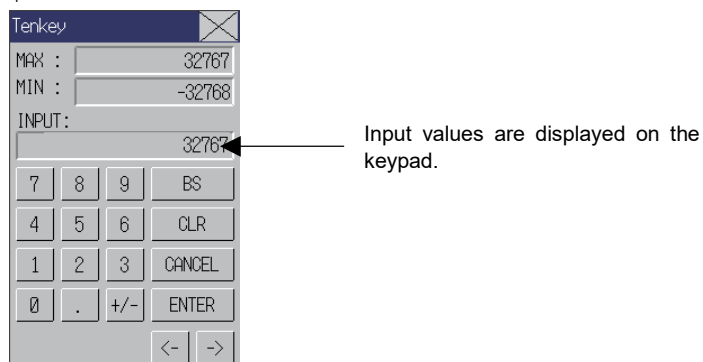 Tenkey
MAX : 32767
MIN : -32768
INPUT:
32767
Input values are displayed on the
keypad.
7 8 9 BS
4 5 6 CLR
1 2 3 CANCEL
0 . +/- ENTER
<- ->